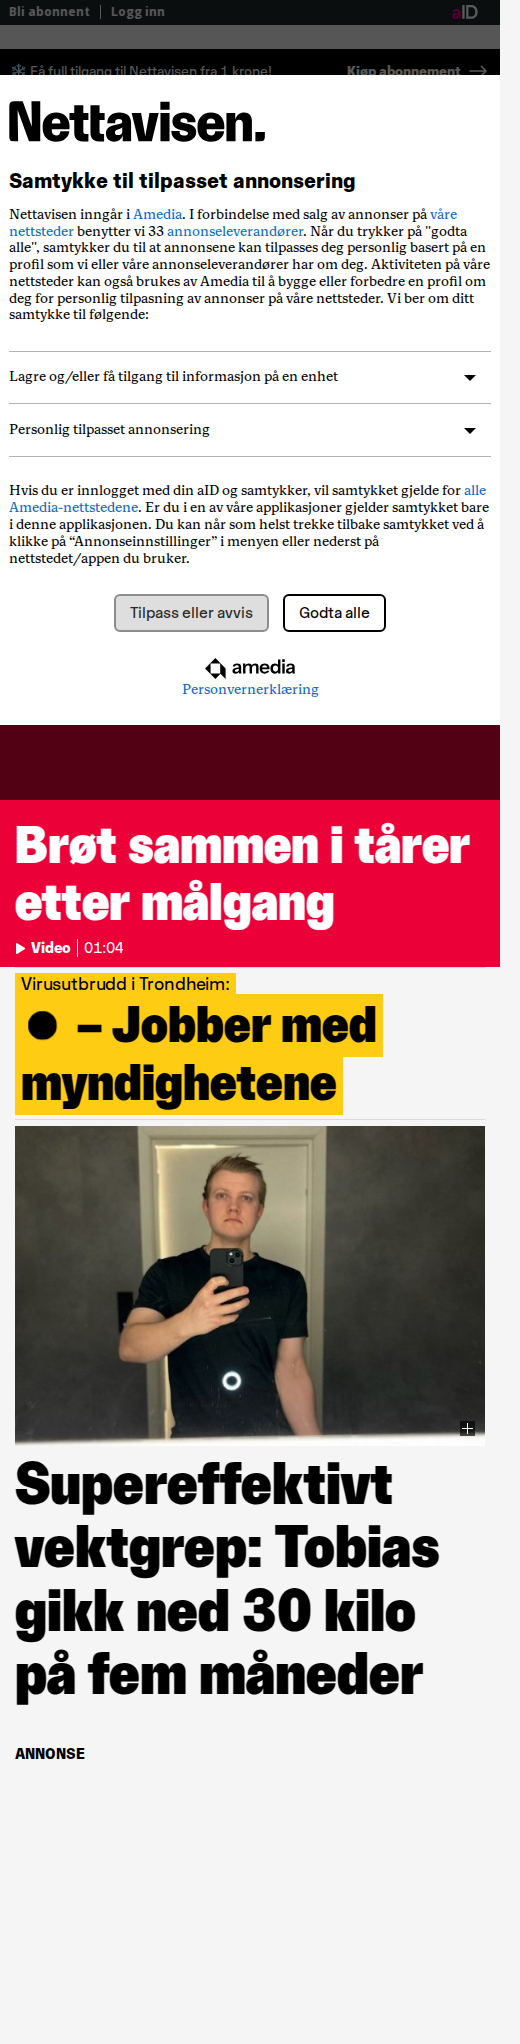 Bli abonnent | Logg inn
aID
Få full tilgang til Nettavisen fra 1 krone!
Kjøp abonnement
Nettavisen.
Samtykke til tilpasset annonsering
Nettavisen inngår i Amedia. I forbindelse med salg av annonser på våre
nettsteder benytter vi 33 annonseleverandører. Når du trykker på "godta
alle", samtykker du til at annonsene kan tilpasses deg personlig basert på en
profil som vi eller våre annonseleverandører har om deg. Aktiviteten på våre
nettsteder kan også brukes av Amedia til å bygge eller forbedre en profil om
deg for personlig tilpasning av annonser på våre nettsteder. Vi ber om ditt
samtykke til følgende:
Lagre og/eller få tilgang til informasjon på en enhet
Personlig tilpasset annonsering
Hvis du er innlogget med din aID og samtykker, vil samtykket gjelde for alle
Amedia-nettstedene. Er du i en av våre applikasjoner gjelder samtykket bare
i denne applikasjonen. Du kan når som helst trekke tilbake samtykket ved å
klikke på “Annonseinnstillinger” i menyen eller nederst på
nettstedet/appen du bruker.
Tilpass eller avvis
Godta alle
amedia
Personvernerklæring
Brøt sammen i tårer
etter målgang
Video | 01:04
Virusutbrudd i Trondheim:
– Jobber med
myndighetene
Supereffektivt
vektgrep: Tobias
gikk ned 30 kilo
på fem måneder
ANNONSE